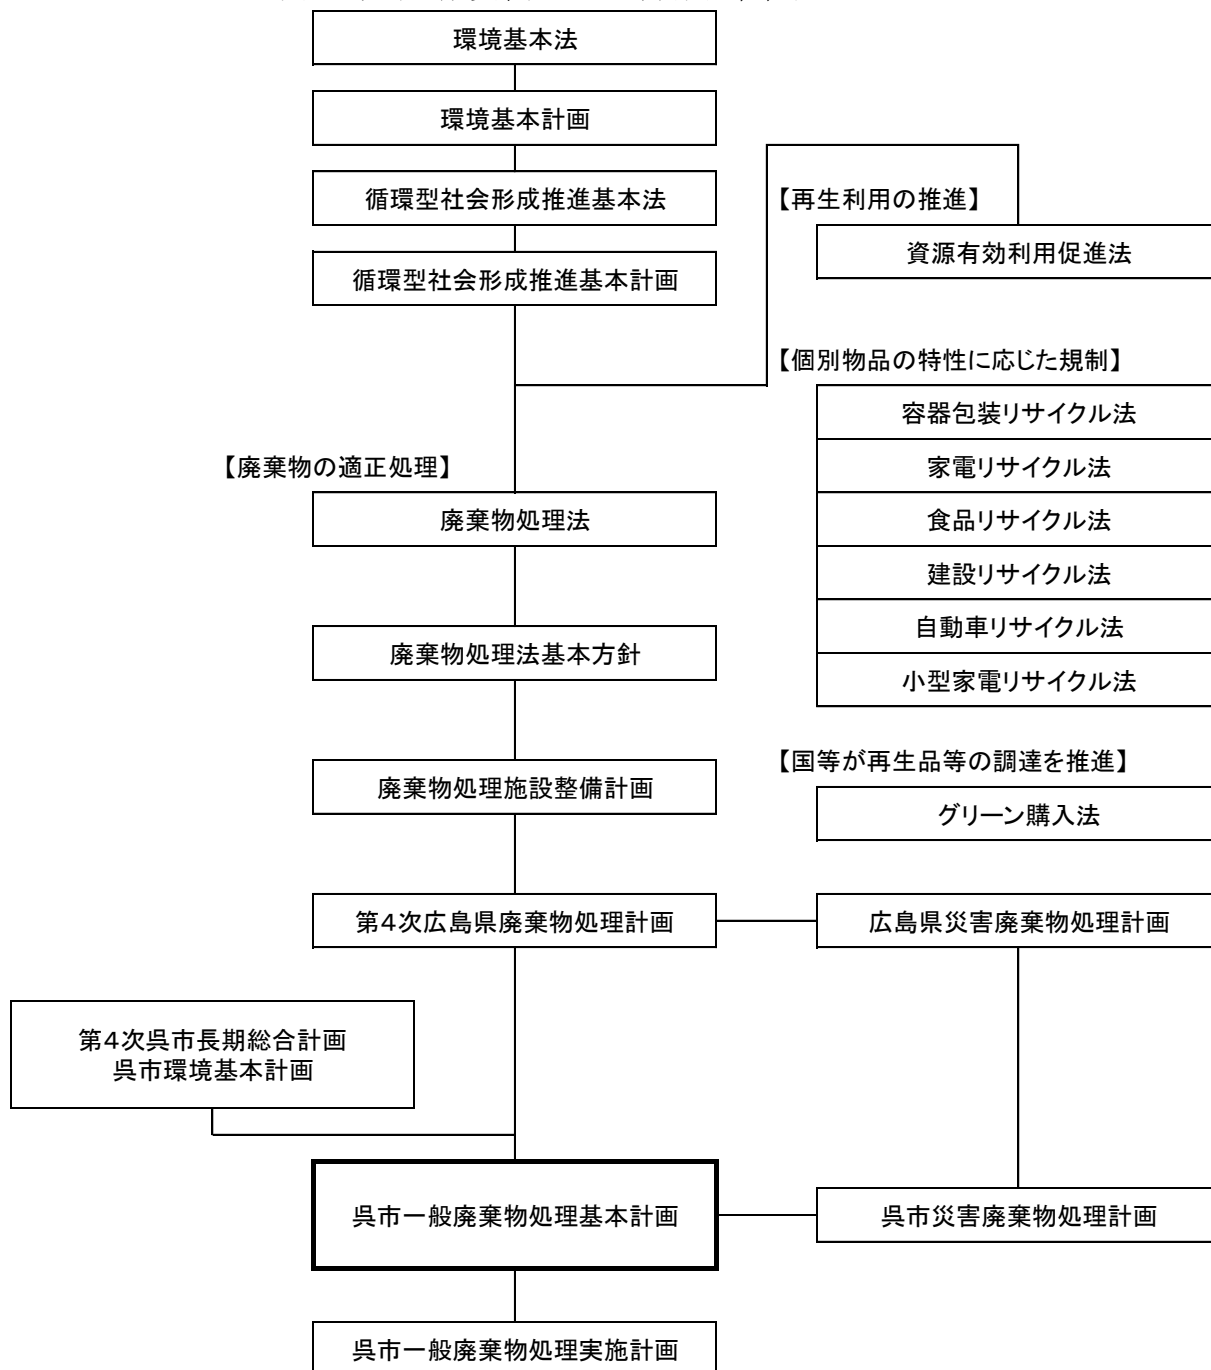 環境基本法
環境基本計画
循環型社会形成推進基本法
循環型社会形成推進基本計画
【再生利用の推進】
資源有効利用促進法
【個別物品の特性に応じた規制】
容器包装リサイクル法
家電リサイクル法
食品リサイクル法
建設リサイクル法
自動車リサイクル法
小型家電リサイクル法
【廃棄物の適正処理】
廃棄物処理法
廃棄物処理法基本方針
廃棄物処理施設整備計画
【国等が再生品等の調達を推進】
グリーン購入法
第4次広島県廃棄物処理計画
広島県災害廃棄物処理計画
第4次呉市長期総合計画
呉市環境基本計画
呉市一般廃棄物処理基本計画
呉市災害廃棄物処理計画
呉市一般廃棄物処理実施計画